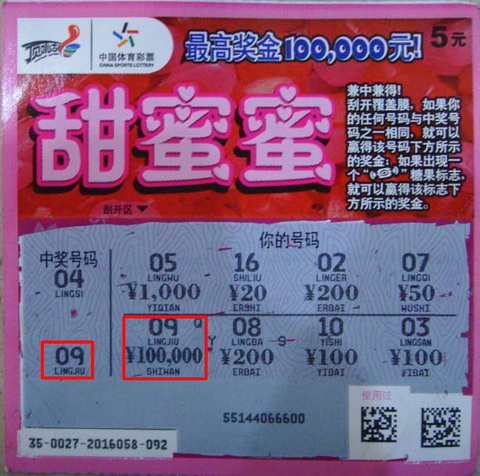 顶呱刮
中国体育彩票
CHINA SPORTS LOTTERY
最高奖金100,000元!
5元
甜蜜蜜
兼中兼得!
刮开覆盖膜，如果你
的任何号码与中奖号
码之一相同，就可以
赢得该号码下方所示
的奖金；如果出现一
个“”糖果标志，
就可以赢得该标志下
方所示的奖金。
刮开区
中奖号码
04
LINGSI
09
LINGJIU
你的号码
05 16 02 07
LINGWU SHILIU LINGER LINGQI
¥1,000 ¥20 ¥200 ¥50
YIQIAN ERSHI ERBAI WUSHI
09 Q 08 10 03
LINGJIU Y LINGBA S YISHI LINGSAN
¥100,000 ¥200 ¥100 ¥100
SHIWAN ERBAI YIBAI YIBAI
使用过
55144066600
35-0027-2016058-092